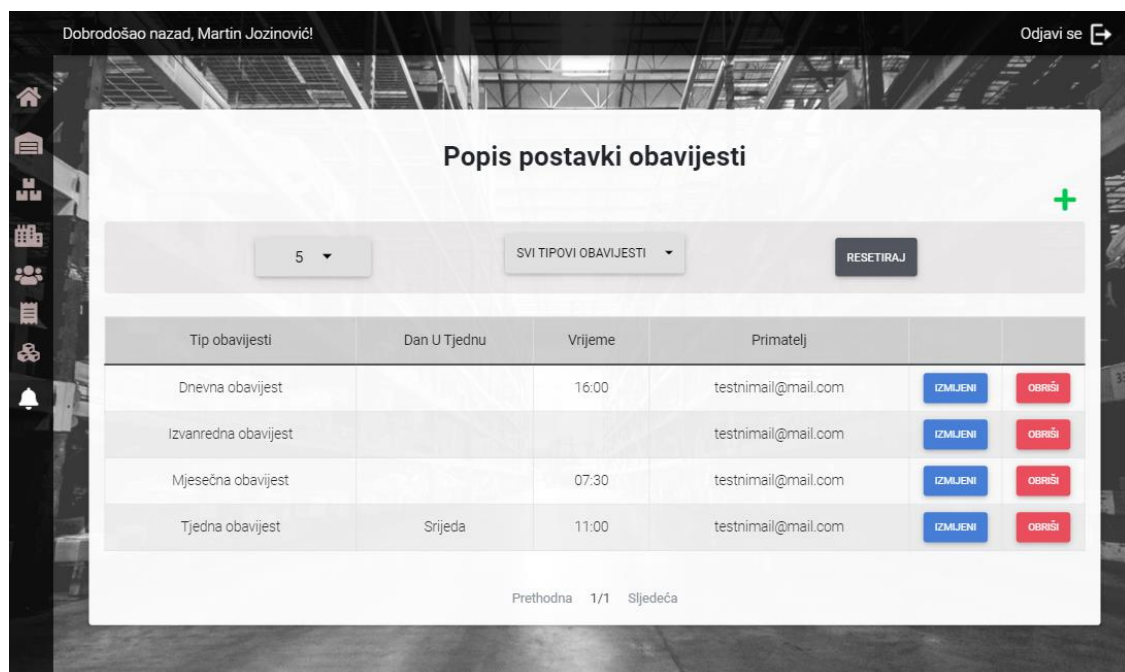 Dobrodošao nazad, Martin Jozinović! Odjavi se
Popis postavki obavijesti
5 SVI TIPOVI OBAVIJESTI RESETIRAJ
Tip obavijesti Dan U Tjednu Vrijeme Primatelj
Dnevna obavijest 16:00 testnimail@mail.com IZMIJENI OBRIŠI
Izvanredna obavijest testnimail@mail.com IZMIJENI OBRIŠI
Mjesečna obavijest 07:30 testnimail@mail.com IZMIJENI OBRIŠI
Tjedna obavijest Srijeda 11:00 testnimail@mail.com IZMIJENI OBRIŠI
Prethodna 1/1 Sljedeća